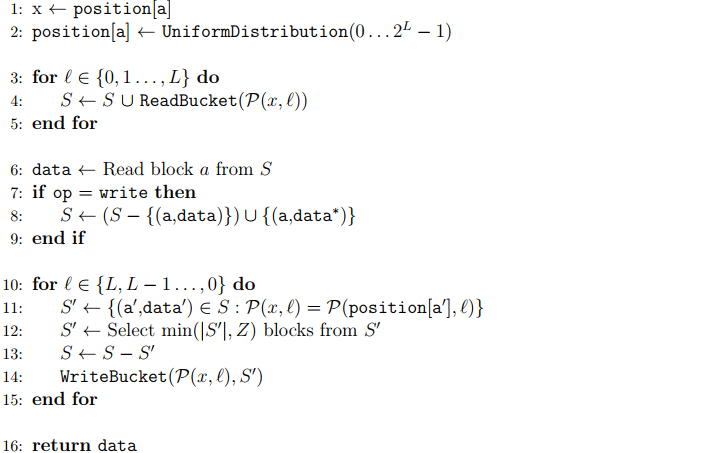 1: x ← position[a]
2: position[a] ← UniformDistribution(0...2^L − 1)
3: for ℓ ∈ {0,1...,L} do
4: S ← S ∪ ReadBucket(𝒫(x,ℓ))
5: end for
6: data ← Read block a from S
7: if op = write then
8: S ← (S − {(a,data)}) ∪ {(a,data*)}
9: end if
10: for ℓ ∈ {L, L − 1...,0} do
11: S′ ← {(a′,data′) ∈ S : 𝒫(x,ℓ) = 𝒫(position[a′],ℓ)}
12: S′ ← Select min(|S′|, Z) blocks from S′
13: S ← S − S′
14: WriteBucket(𝒫(x,ℓ), S′)
15: end for
16: return data